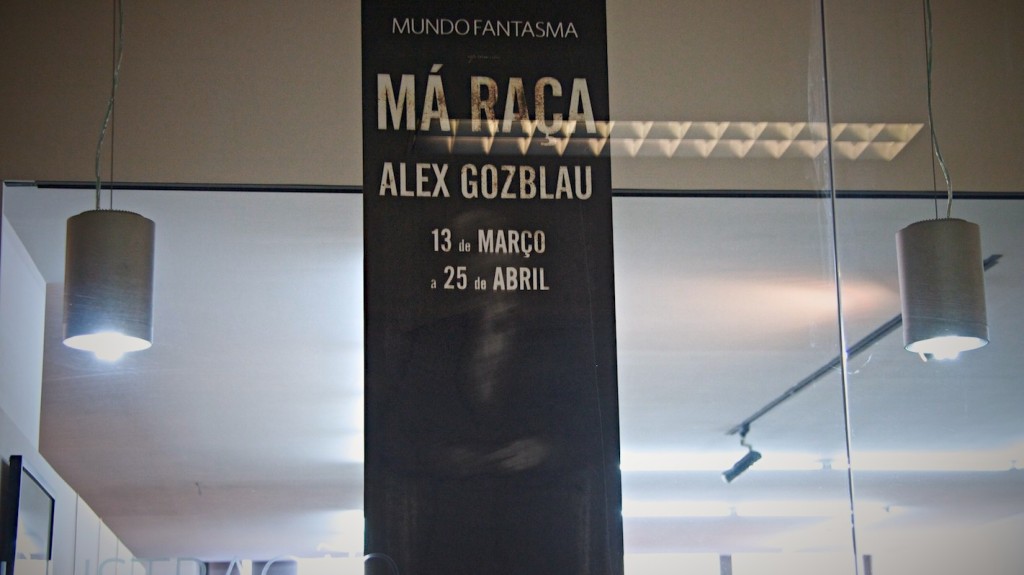 MUNDO FANTASMA
MÁ RAÇA
ALEX GOZBLAU
13 de MARÇO
a 25 de ABRIL